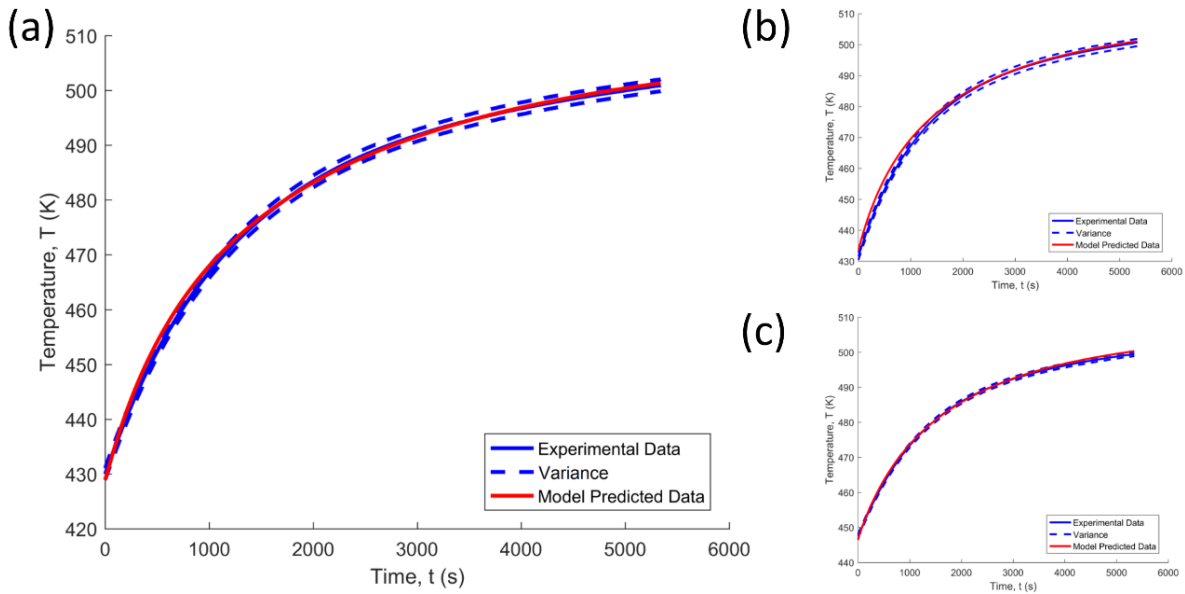 (a)
510
500
490
480
470
460
450
440
430
420
Temperature, T (K)
0 1000 2000 3000 4000 5000 6000
Time, t (s)
Experimental Data
Variance
Model Predicted Data
(b)
510
500
490
480
470
460
450
440
430
Temperature, T (K)
0 1000 2000 3000 4000 5000 6000
Time, t (s)
Experimental Data
Variance
Model Predicted Data
(c)
510
500
490
480
470
460
450
440
Temperature, T (K)
0 1000 2000 3000 4000 5000 6000
Time, t (s)
Experimental Data
Variance
Model Predicted Data